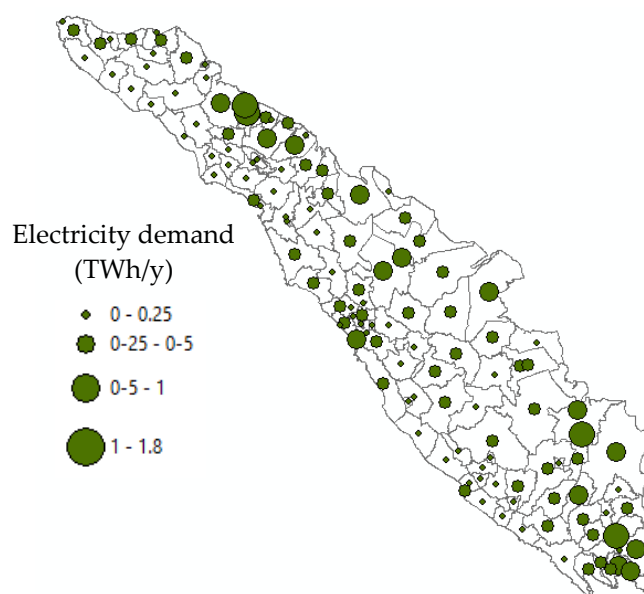 Electricity demand
(TWh/y)
0 - 0.25
0-25 - 0-5
0-5 - 1
1 - 1.8